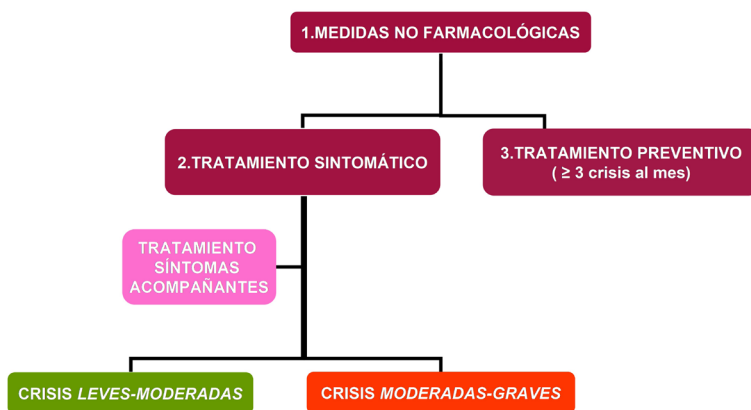 1.MEDIDAS NO FARMACOLÓGICAS
2.TRATAMIENTO SINTOMÁTICO
3.TRATAMIENTO PREVENTIVO
( ≥ 3 crisis al mes)
TRATAMIENTO
SÍNTOMAS
ACOMPAÑANTES
CRISIS LEVES-MODERADAS
CRISIS MODERADAS-GRAVES